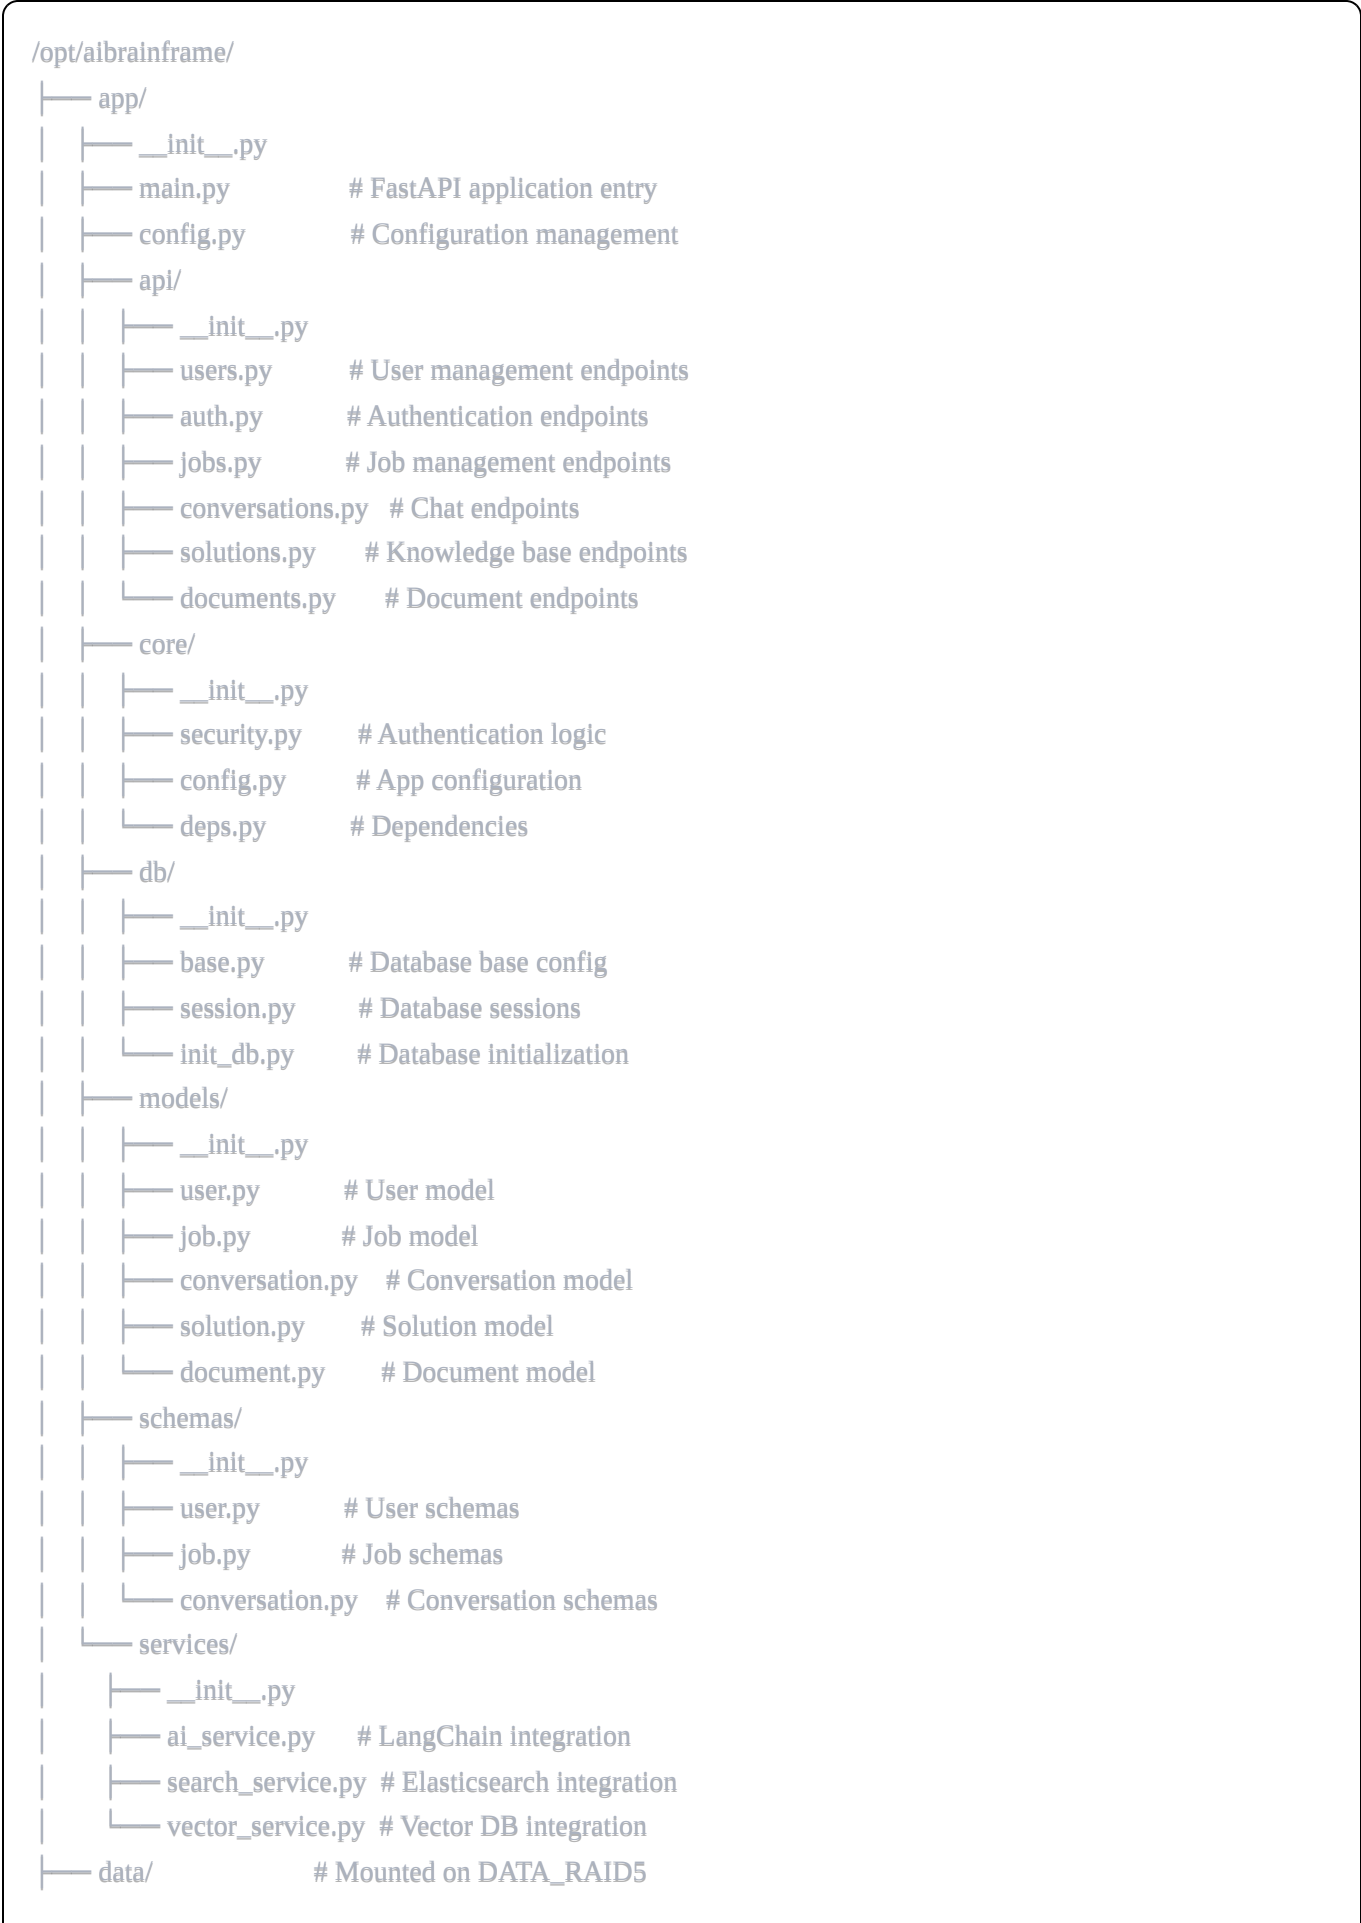 /opt/aibrainframe/
├── app/
│   ├── __init__.py
│   ├── main.py                 # FastAPI application entry
│   ├── config.py               # Configuration management
│   ├── api/
│   │   ├── __init__.py
│   │   ├── users.py           # User management endpoints
│   │   ├── auth.py            # Authentication endpoints
│   │   ├── jobs.py            # Job management endpoints
│   │   ├── conversations.py   # Chat endpoints
│   │   ├── solutions.py       # Knowledge base endpoints
│   │   └── documents.py       # Document endpoints
│   ├── core/
│   │   ├── __init__.py
│   │   ├── security.py        # Authentication logic
│   │   ├── config.py          # App configuration
│   │   └── deps.py            # Dependencies
│   ├── db/
│   │   ├── __init__.py
│   │   ├── base.py            # Database base config
│   │   ├── session.py         # Database sessions
│   │   └── init_db.py         # Database initialization
│   ├── models/
│   │   ├── __init__.py
│   │   ├── user.py            # User model
│   │   ├── job.py             # Job model
│   │   ├── conversation.py    # Conversation model
│   │   ├── solution.py        # Solution model
│   │   └── document.py        # Document model
│   ├── schemas/
│   │   ├── __init__.py
│   │   ├── user.py            # User schemas
│   │   ├── job.py             # Job schemas
│   │   └── conversation.py    # Conversation schemas
│   └── services/
│       ├── __init__.py
│       ├── ai_service.py      # LangChain integration
│       ├── search_service.py  # Elasticsearch integration
│       └── vector_service.py  # Vector DB integration
├── data/                       # Mounted on DATA_RAID5